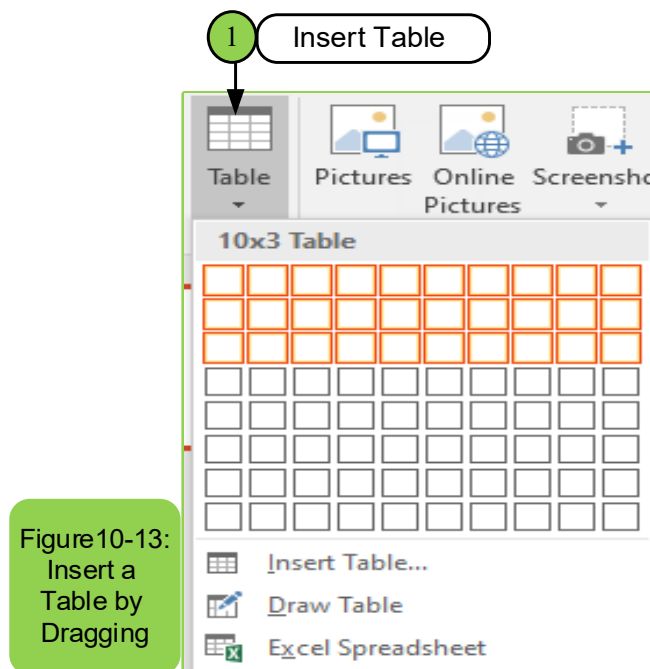 1 Insert Table
Table
Pictures
Online
Pictures
Screensho
10x3 Table
Insert Table...
Draw Table
Excel Spreadsheet
Figure10-13:
Insert a
Table by
Dragging